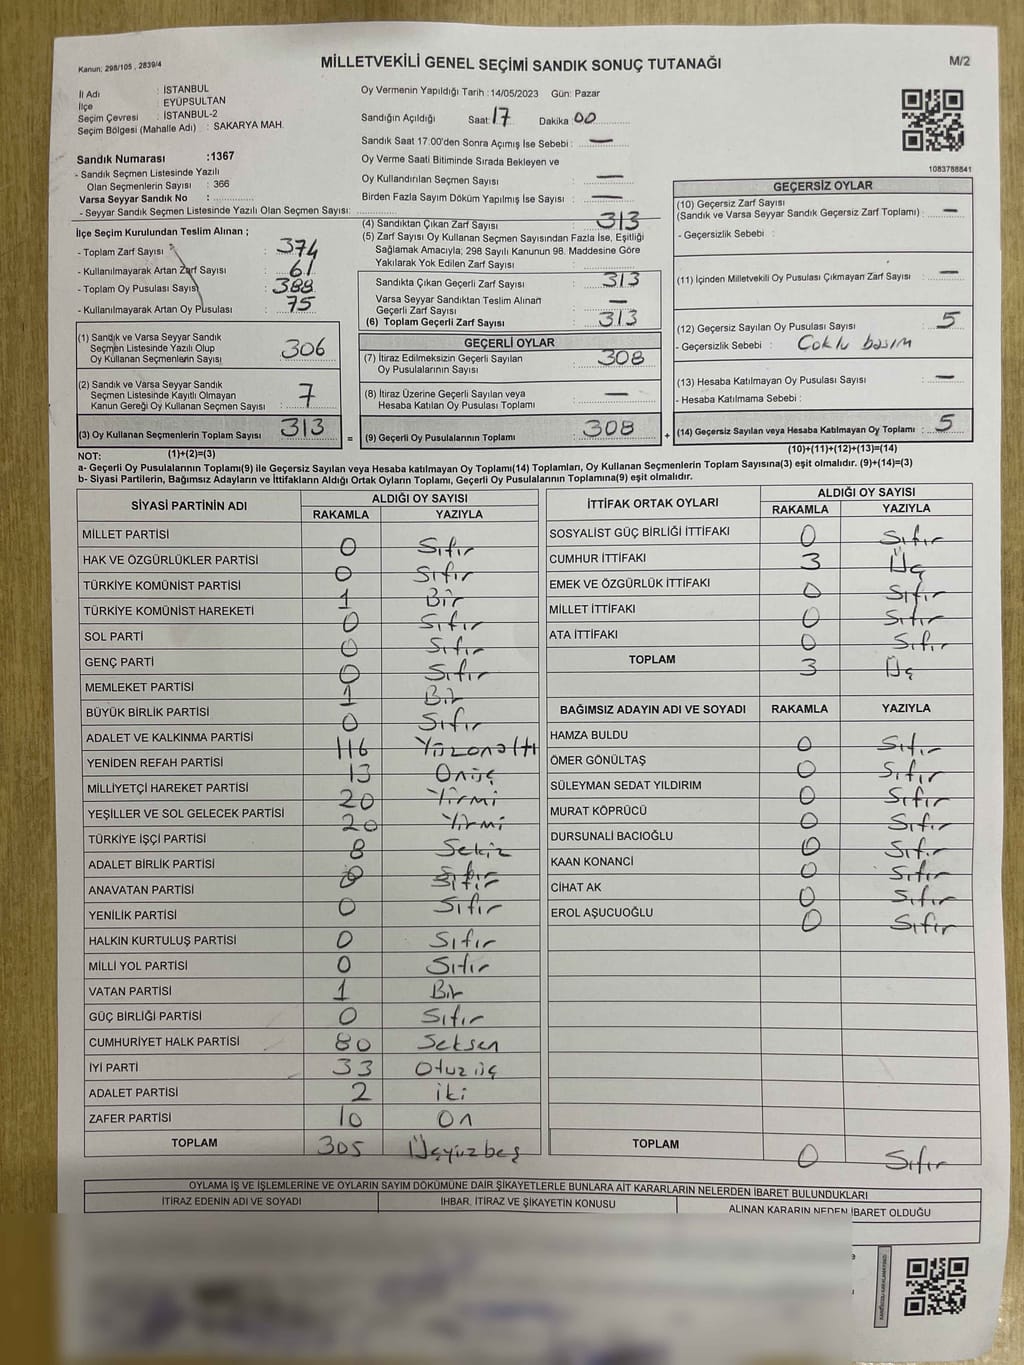 Kanun; 298/105 , 2839/4
MİLLETVEKİLİ GENEL SEÇİMİ SANDIK SONUÇ TUTANAĞI
M/2
İl Adı : İSTANBUL
İlçe : EYÜPSULTAN
Seçim Çevresi : İSTANBUL-2
Seçim Bölgesi (Mahalle Adı) : SAKARYA MAH.
Sandık Numarası :1367
- Sandık Seçmen Listesinde Yazılı
Olan Seçmenlerin Sayısı : 366
Varsa Seyyar Sandık No :
- Seyyar Sandık Seçmen Listesinde Yazılı Olan Seçmen Sayısı:
Oy Vermenin Yapıldığı Tarih : 14/05/2023 Gün: Pazar
Sandığın Açıldığı Saat: 17 Dakika: 00
Sandık Saat 17:00'den Sonra Açımış İse Sebebi : —
Oy Verme Saati Bitiminde Sırada Bekleyen ve
Oy Kullandırılan Seçmen Sayısı : —
Birden Fazla Sayım Döküm Yapılmış İse Sayısı : —
1083788841
İlçe Seçim Kurulundan Teslim Alınan ;
- Toplam Zarf Sayısı : 374
- Kullanılmayarak Artan Zarf Sayısı : 61
- Toplam Oy Pusulası Sayısı : 388
- Kullanılmayarak Artan Oy Pusulası : 75
(1) Sandık ve Varsa Seyyar Sandık
Seçmen Listesinde Yazılı Olup
Oy Kullanan Seçmenlerin Sayısı : 306
(2) Sandık ve Varsa Seyyar Sandık
Seçmen Listesinde Kayıtlı Olmayan
Kanun Gereği Oy Kullanan Seçmen Sayısı : 7
(3) Oy Kullanan Seçmenlerin Toplam Sayısı : 313
(4) Sandıktan Çıkan Zarf Sayısı : 313
(5) Zarf Sayısı Oy Kullanan Seçmen Sayısından Fazla İse, Eşitliği
Sağlamak Amacıyla, 298 Sayılı Kanunun 98. Maddesine Göre
Yakılarak Yok Edilen Zarf Sayısı :
Sandıkta Çıkan Geçerli Zarf Sayısı : 313
Varsa Seyyar Sandıktan Teslim Alınan
Geçerli Zarf Sayısı : —
(6) Toplam Geçerli Zarf Sayısı : 313
GEÇERLİ OYLAR
(7) İtiraz Edilmeksizin Geçerli Sayılan
Oy Pusulalarının Sayısı : 308
(8) İtiraz Üzerine Geçerli Sayılan veya
Hesaba Katılan Oy Pusulası Toplamı : —
= (9) Geçerli Oy Pusulalarının Toplamı : 308
GEÇERSİZ OYLAR
(10) Geçersiz Zarf Sayısı
(Sandık ve Varsa Seyyar Sandık Geçersiz Zarf Toplamı) : —
- Geçersizlik Sebebi :
(11) İçinden Milletvekili Oy Pusulası Çıkmayan Zarf Sayısı : —
(12) Geçersiz Sayılan Oy Pusulası Sayısı : 5
- Geçersizlik Sebebi : Çoklu basım
(13) Hesaba Katılmayan Oy Pusulası Sayısı : —
- Hesaba Katılmama Sebebi :
+ (14) Geçersiz Sayılan veya Hesaba Katılmayan Oy Toplamı : 5
NOT: (1)+(2)=(3) (10)+(11)+(12)+(13)=(14)
a- Geçerli Oy Pusulalarının Toplamı(9) ile Geçersiz Sayılan veya Hesaba katılmayan Oy Toplamı(14) Toplamları, Oy Kullanan Seçmenlerin Toplam Sayısına(3) eşit olmalıdır. (9)+(14)=(3)
b- Siyasi Partilerin, Bağımsız Adayların ve İttifakların Aldığı Ortak Oyların Toplamı, Geçerli Oy Pusulalarının Toplamına(9) eşit olmalıdır.
SİYASİ PARTİNİN ADI ALDIĞI OY SAYISI
RAKAMLA YAZIYLA
MİLLET PARTİSİ 0 Sıfır
HAK VE ÖZGÜRLÜKLER PARTİSİ 0 Sıfır
TÜRKİYE KOMÜNİST PARTİSİ 1 Bir
TÜRKİYE KOMÜNİST HAREKETİ 0 Sıfır
SOL PARTİ 0 Sıfır
GENÇ PARTİ 0 Sıfır
MEMLEKET PARTİSİ 1 Bir
BÜYÜK BİRLİK PARTİSİ 0 Sıfır
ADALET VE KALKINMA PARTİSİ 116 Yüzonaltı
YENİDEN REFAH PARTİSİ 13 Onüç
MİLLİYETÇİ HAREKET PARTİSİ 20 Yirmi
YEŞİLLER VE SOL GELECEK PARTİSİ 20 Yirmi
TÜRKİYE İŞÇİ PARTİSİ 8 Sekiz
ADALET BİRLİK PARTİSİ 0 Sıfır
ANAVATAN PARTİSİ
YENİLİK PARTİSİ 0 Sıfır
HALKIN KURTULUŞ PARTİSİ 0 Sıfır
MİLLİ YOL PARTİSİ 0 Sıfır
VATAN PARTİSİ 1 Bir
GÜÇ BİRLİĞİ PARTİSİ 0 Sıfır
CUMHURİYET HALK PARTİSİ 80 Seksen
İYİ PARTİ 33 Otuzüç
ADALET PARTİSİ 2 iki
ZAFER PARTİSİ 10 On
TOPLAM 305 Üçyüzbeş
İTTİFAK ORTAK OYLARI ALDIĞI OY SAYISI
RAKAMLA YAZIYLA
SOSYALİST GÜÇ BİRLİĞİ İTTİFAKI 0 Sıfır
CUMHUR İTTİFAKI 3 Üç
EMEK VE ÖZGÜRLÜK İTTİFAKI 0 Sıfır
MİLLET İTTİFAKI 0 Sıfır
ATA İTTİFAKI 0 Sıfır
TOPLAM 3 Üç
BAĞIMSIZ ADAYIN ADI VE SOYADI RAKAMLA YAZIYLA
HAMZA BULDU 0 Sıfır
ÖMER GÖNÜLTAŞ 0 Sıfır
SÜLEYMAN SEDAT YILDIRIM 0 Sıfır
MURAT KÖPRÜCÜ 0 Sıfır
DURSUNALİ BACIOĞLU 0 Sıfır
KAAN KONANCİ 0 Sıfır
CİHAT AK 0 Sıfır
EROL AŞUCUOĞLU 0 Sıfır
TOPLAM 0 Sıfır
OYLAMA İŞ VE İŞLEMLERİNE VE OYLARIN SAYIM DÖKÜMÜNE DAİR ŞİKAYETLERLE BUNLARA AİT KARARLARIN NELERDEN İBARET BULUNDUKLARI
İTİRAZ EDENİN ADI VE SOYADI İHBAR, İTİRAZ VE ŞİKAYETİN KONUSU ALINAN KARARIN NEDEN İBARET OLDUĞU